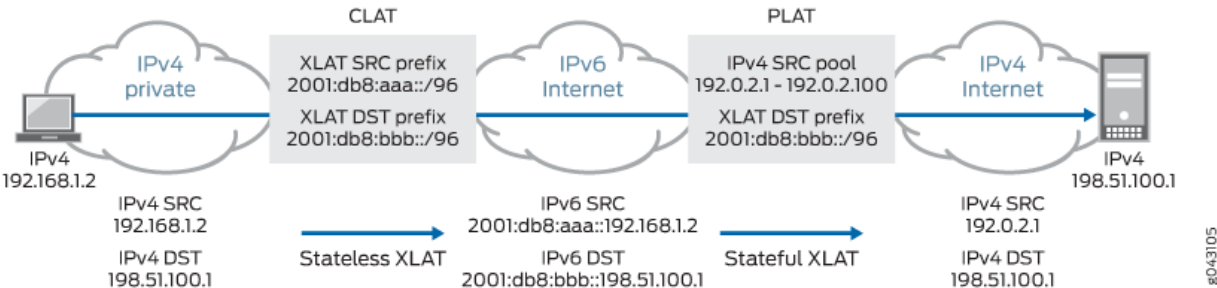 CLAT
PLAT
IPv4
private
XLAT SRC prefix
2001:db8:aaa::/96
XLAT DST prefix
2001:db8:bbb::/96
IPv6
Internet
IPv4 SRC pool
192.0.2.1 - 192.0.2.100
XLAT DST prefix
2001:db8:bbb::/96
IPv4
Internet
IPv4
192.168.1.2
IPv4
198.51.100.1
IPv4 SRC
192.168.1.2
IPv4 DST
198.51.100.1
Stateless XLAT
IPv6 SRC
2001:db8:aaa::192.168.1.2
IPv6 DST
2001:db8:bbb::198.51.100.1
Stateful XLAT
IPv4 SRC
192.0.2.1
IPv4 DST
198.51.100.1
g043105